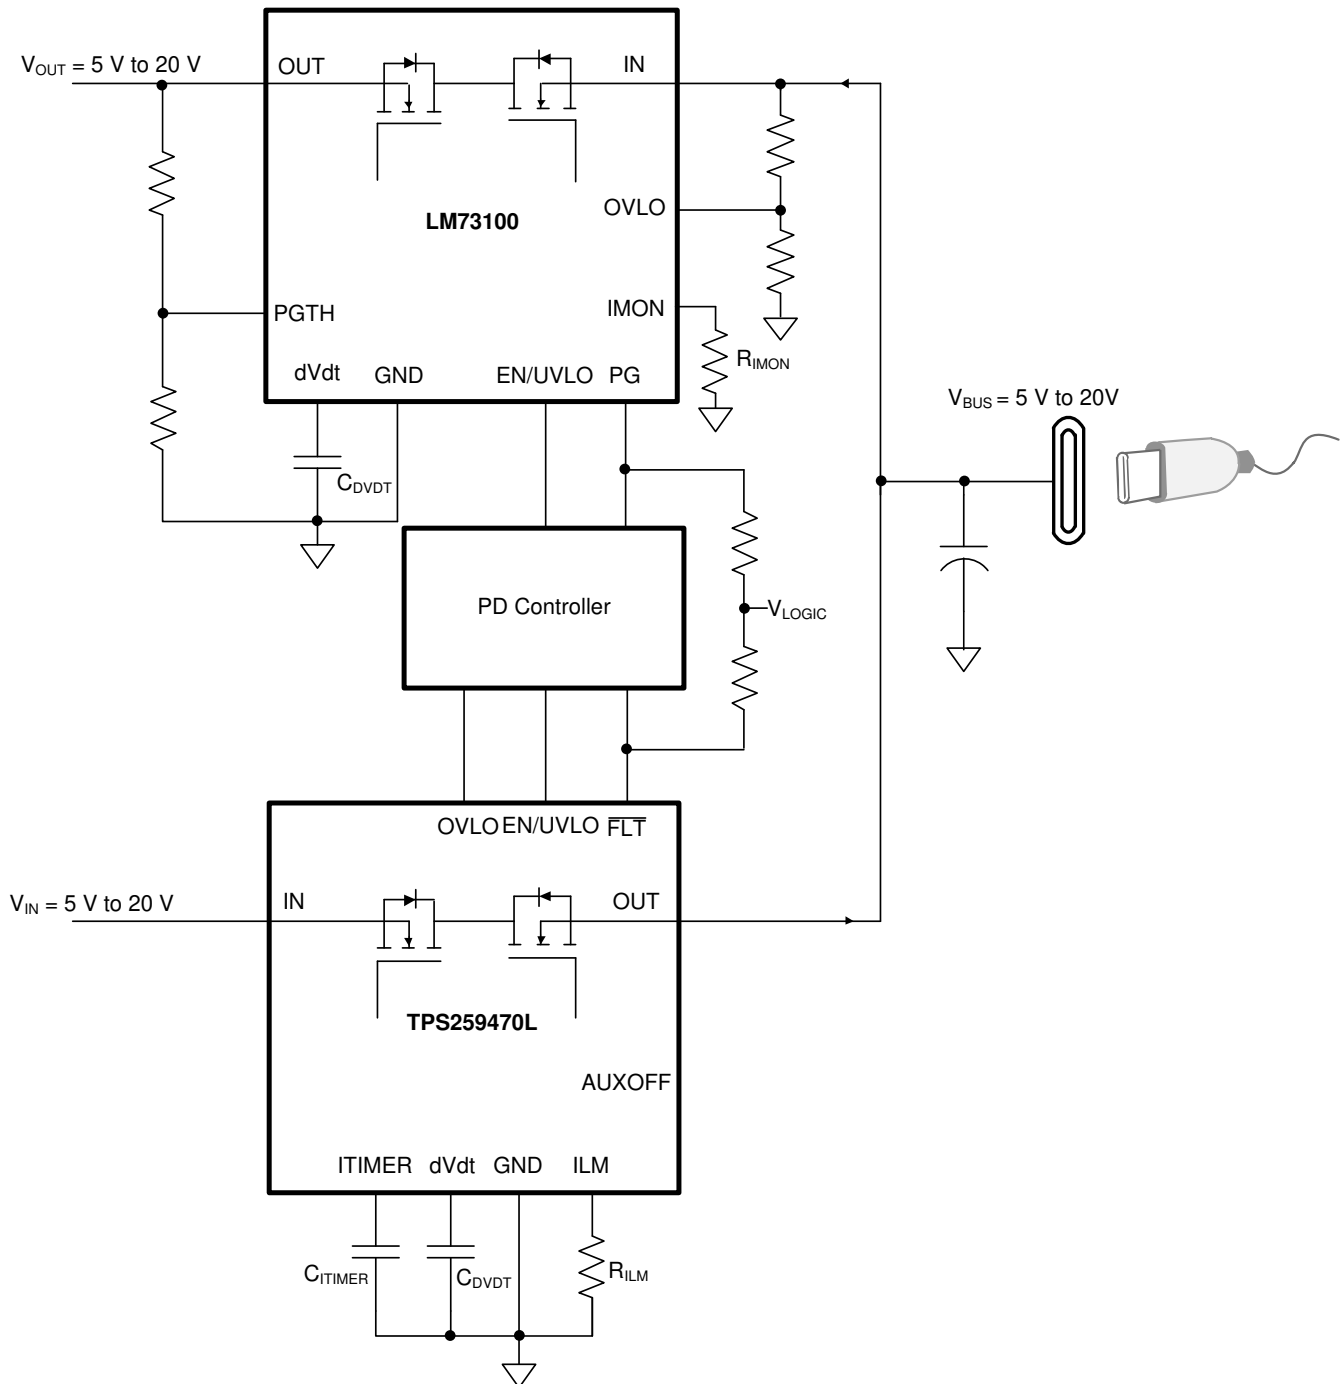 V_OUT = 5 V to 20 V
OUT
IN
OVLO
LM73100
PGTH
IMON
R_IMON
dVdt
GND
EN/UVLO
PG
C_DVDT
V_BUS = 5 V to 20V
PD Controller
V_LOGIC
OVLO
EN/UVLO
F̅L̅T̅
V_IN = 5 V to 20 V
IN
OUT
TPS259470L
AUXOFF
ITIMER
dVdt
GND
ILM
C_ITIMER
C_DVDT
R_ILM